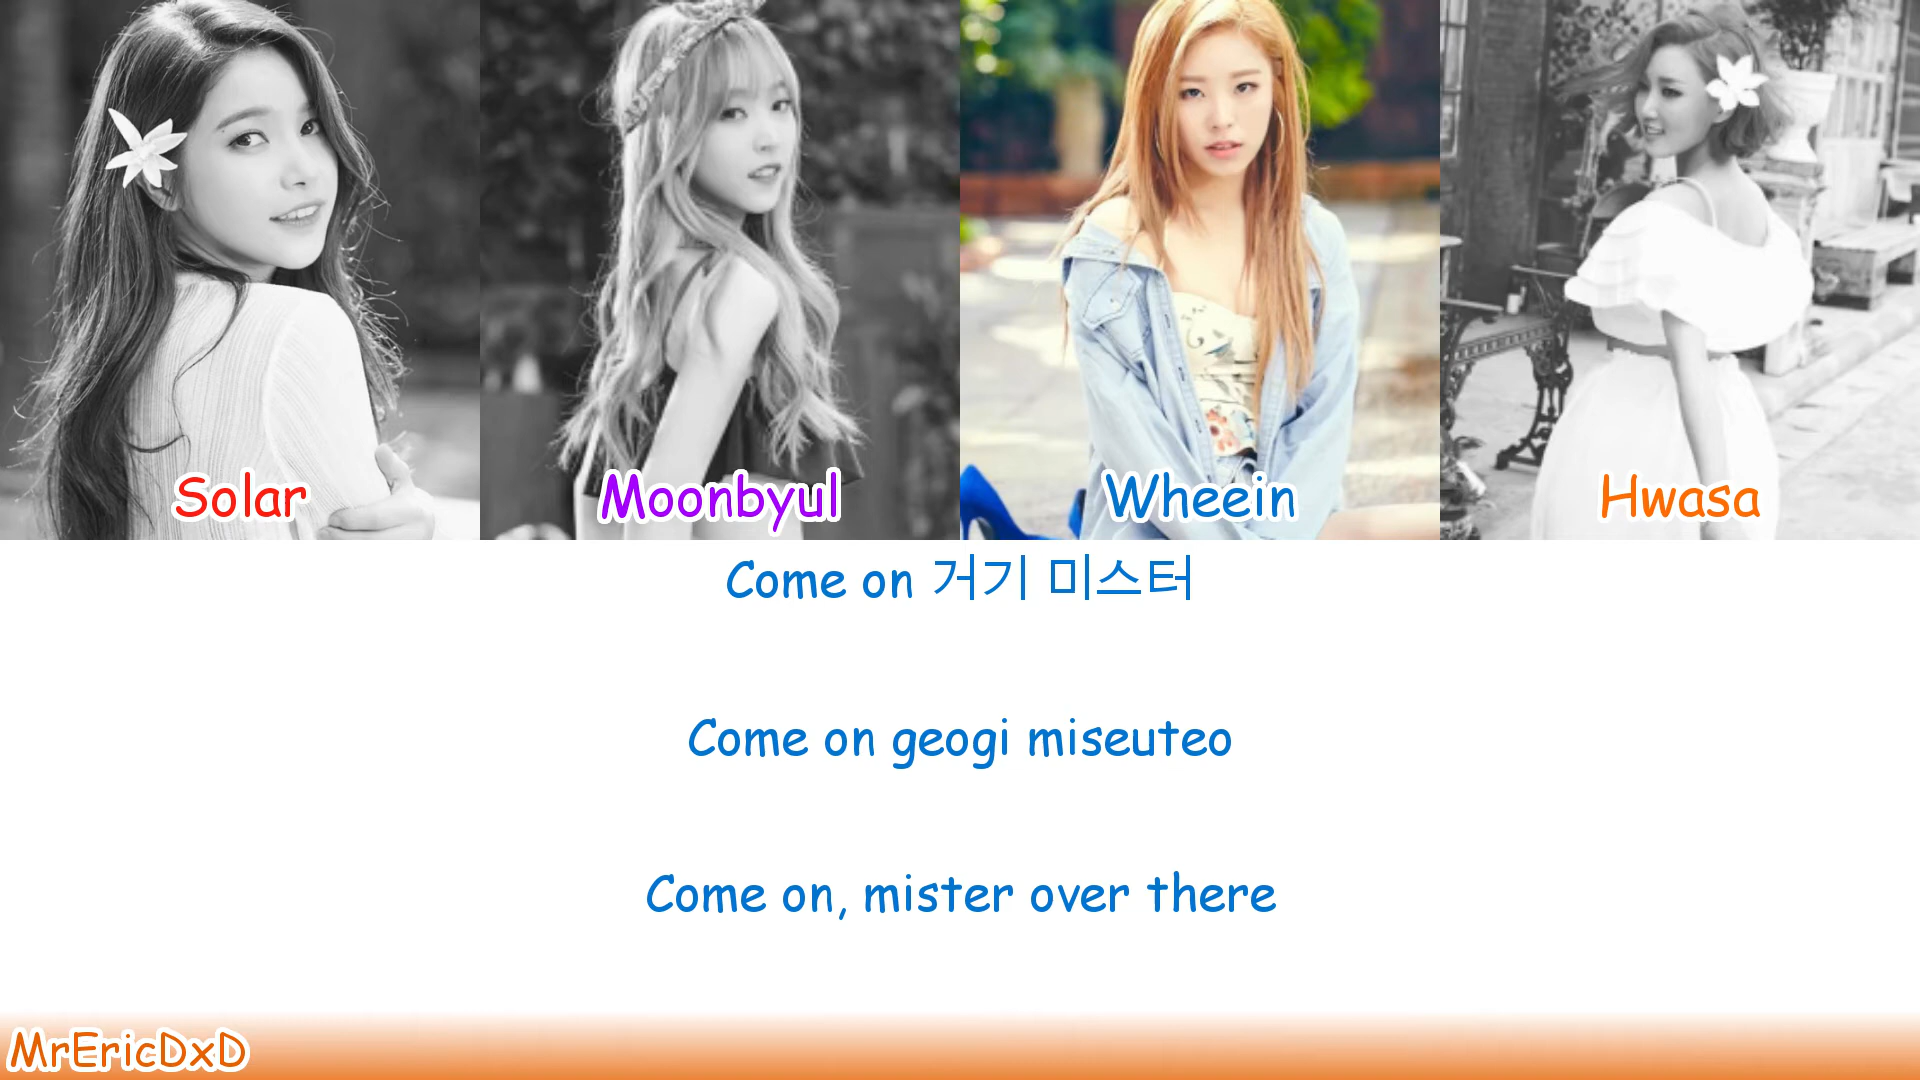 Solar
Moonbyul
Wheein
Hwasa
Come on 거기 미스터
Come on geogi miseuteo
Come on, mister over there
MrEricDxD